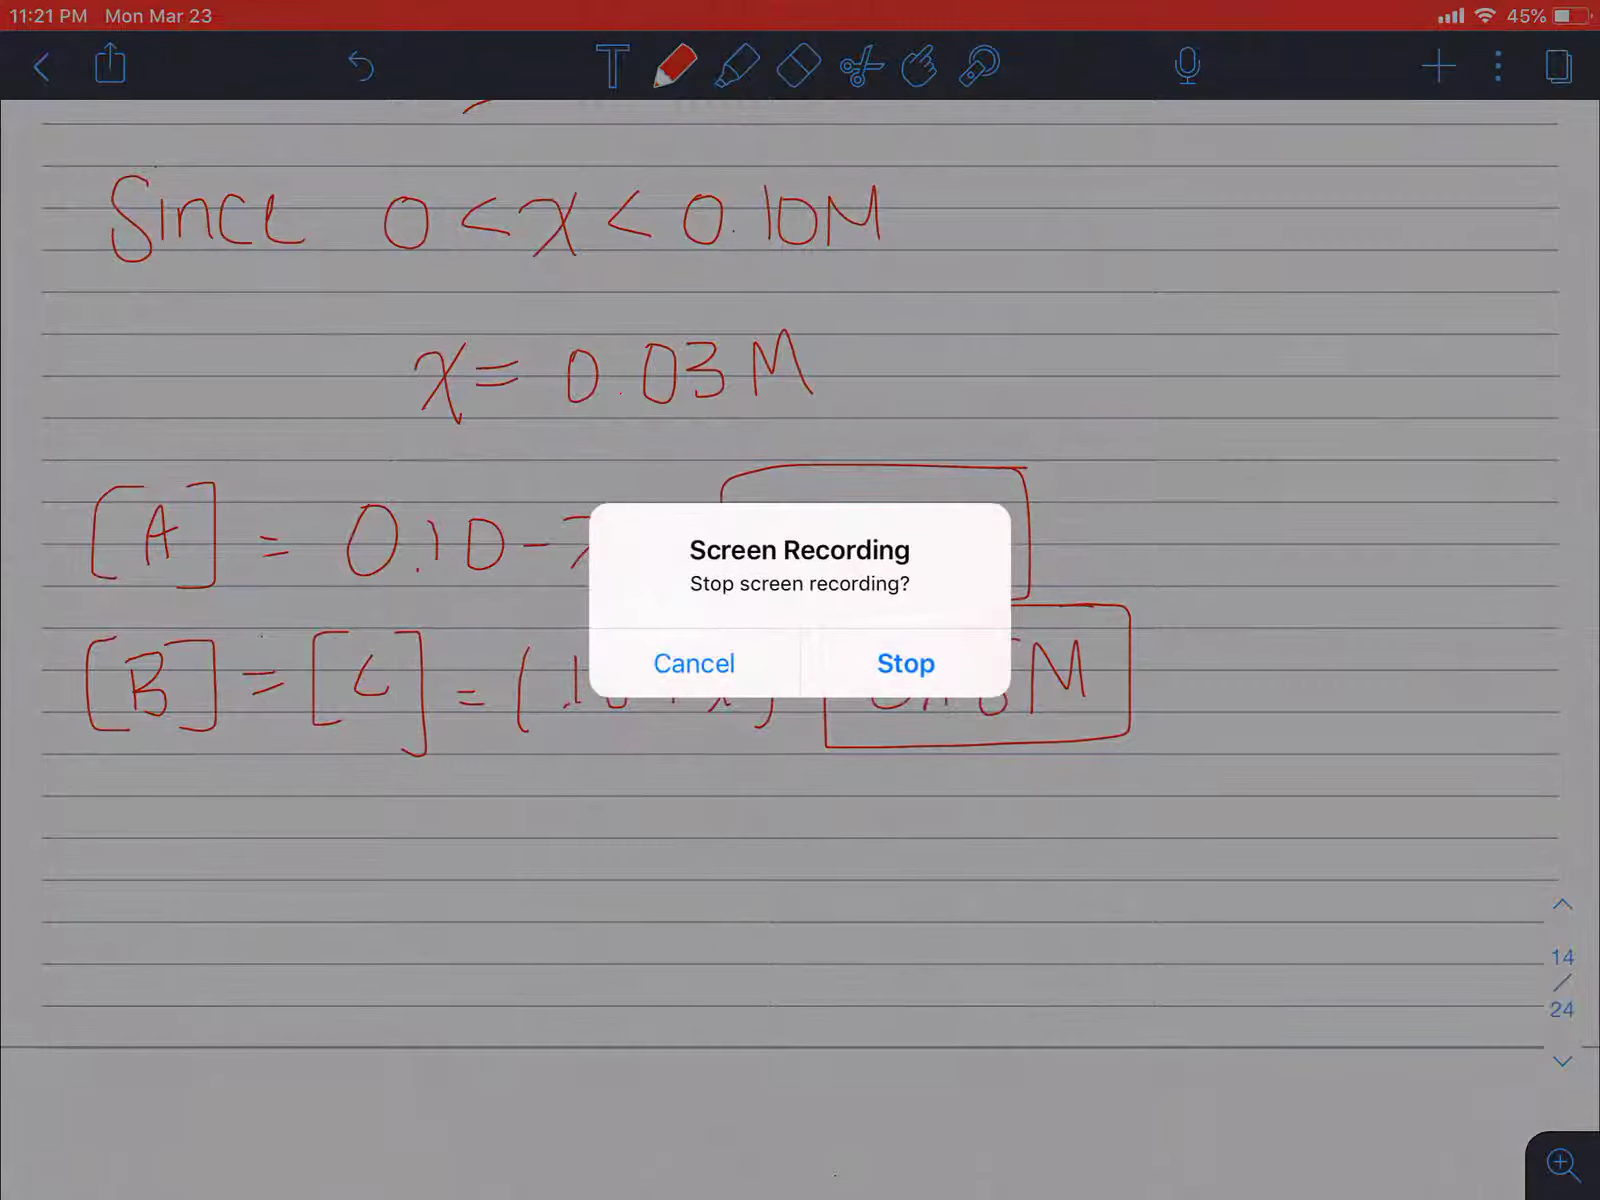 11:21 PM Mon Mar 23 45%
Since 0 < x < 0.10M
x = 0.03 M
[A] = 0.10 -
Screen Recording
Stop screen recording?
Cancel Stop
[B] = [C] = ( M
14
/
24